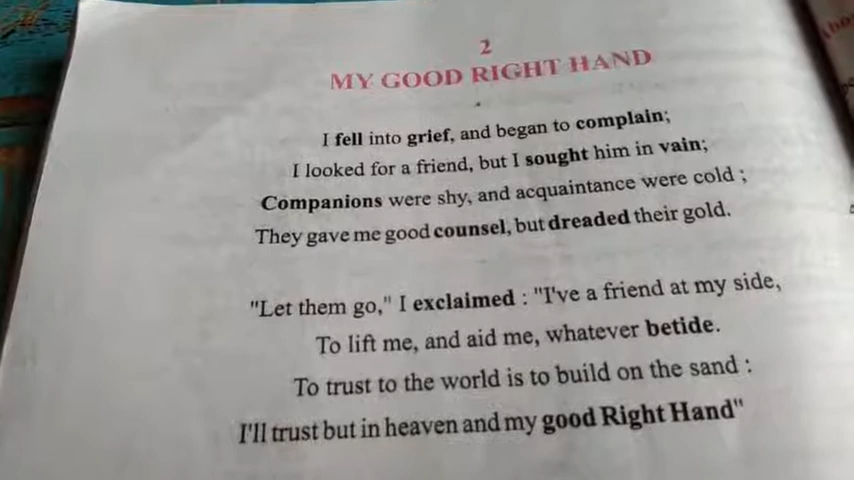 2
MY GOOD RIGHT HAND
I fell into grief, and began to complain;
I looked for a friend, but I sought him in vain;
Companions were shy, and acquaintance were cold ;
They gave me good counsel, but dreaded their gold.
"Let them go," I exclaimed : "I've a friend at my side,
To lift me, and aid me, whatever betide.
To trust to the world is to build on the sand :
I'll trust but in heaven and my good Right Hand"